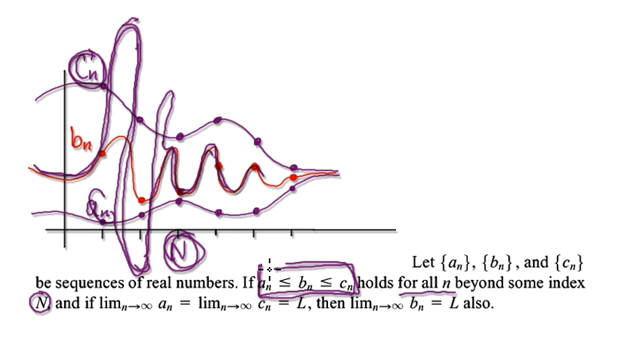 Cn
bn
an
N
Let {an}, {bn}, and {cn}
be sequences of real numbers. If an ≤ bn ≤ cn holds for all n beyond some index
N, and if limn→∞ an = limn→∞ cn = L, then limn→∞ bn = L also.